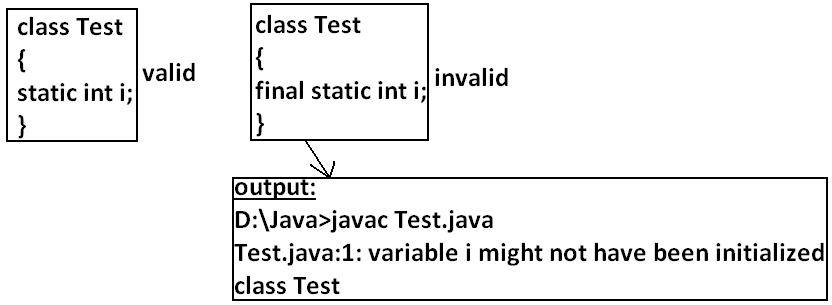 class Test
{
static int i;
}
valid
class Test
{
final static int i;
}
invalid
output:
D:\Java>javac Test.java
Test.java:1: variable i might not have been initialized
class Test